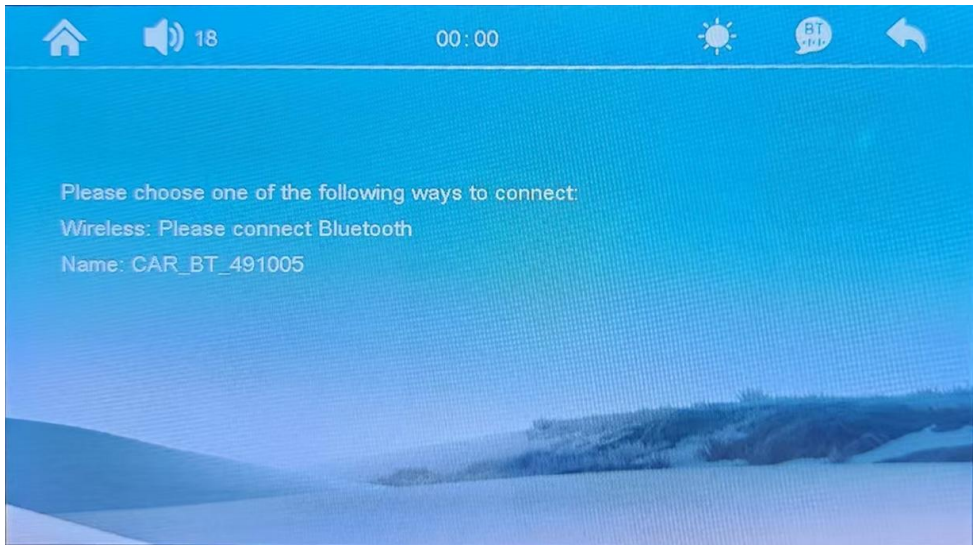 18
00:00
BT
Please choose one of the following ways to connect:
Wireless: Please connect Bluetooth
Name: CAR_BT_491005